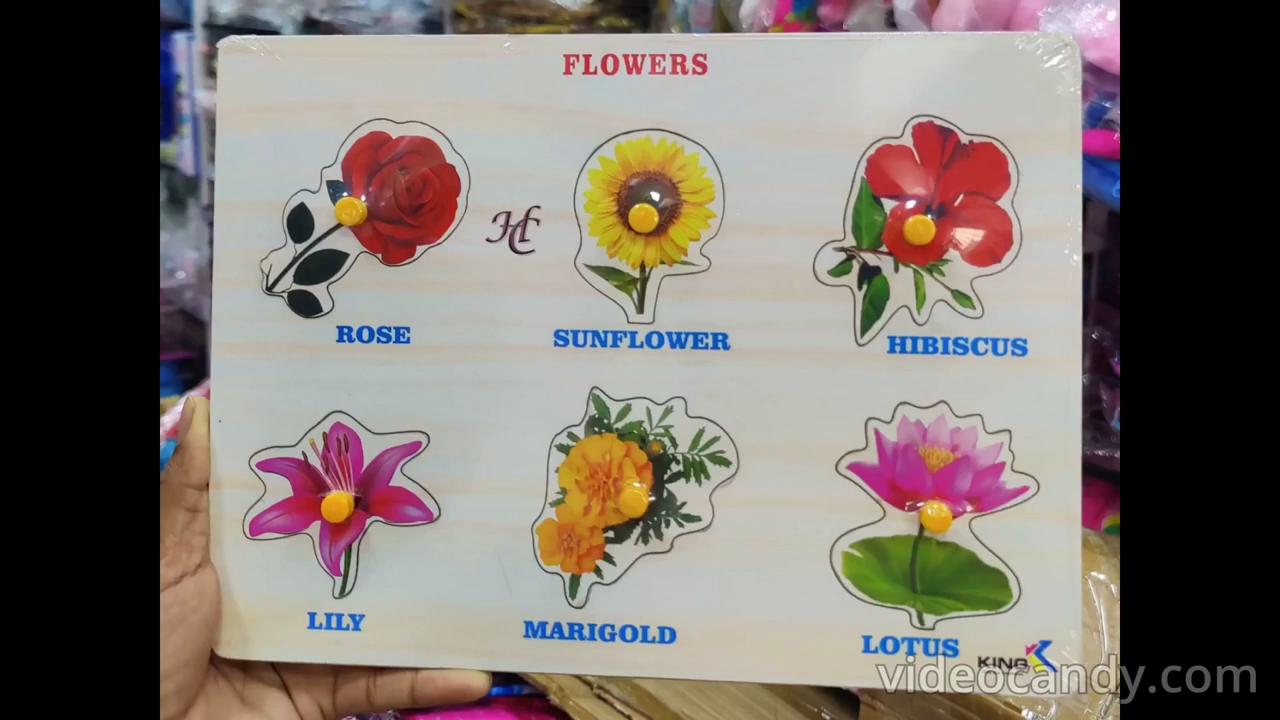 FLOWERS
HC
ROSE
SUNFLOWER
HIBISCUS
LILY
MARIGOLD
LOTUS
KING
videocandy.com